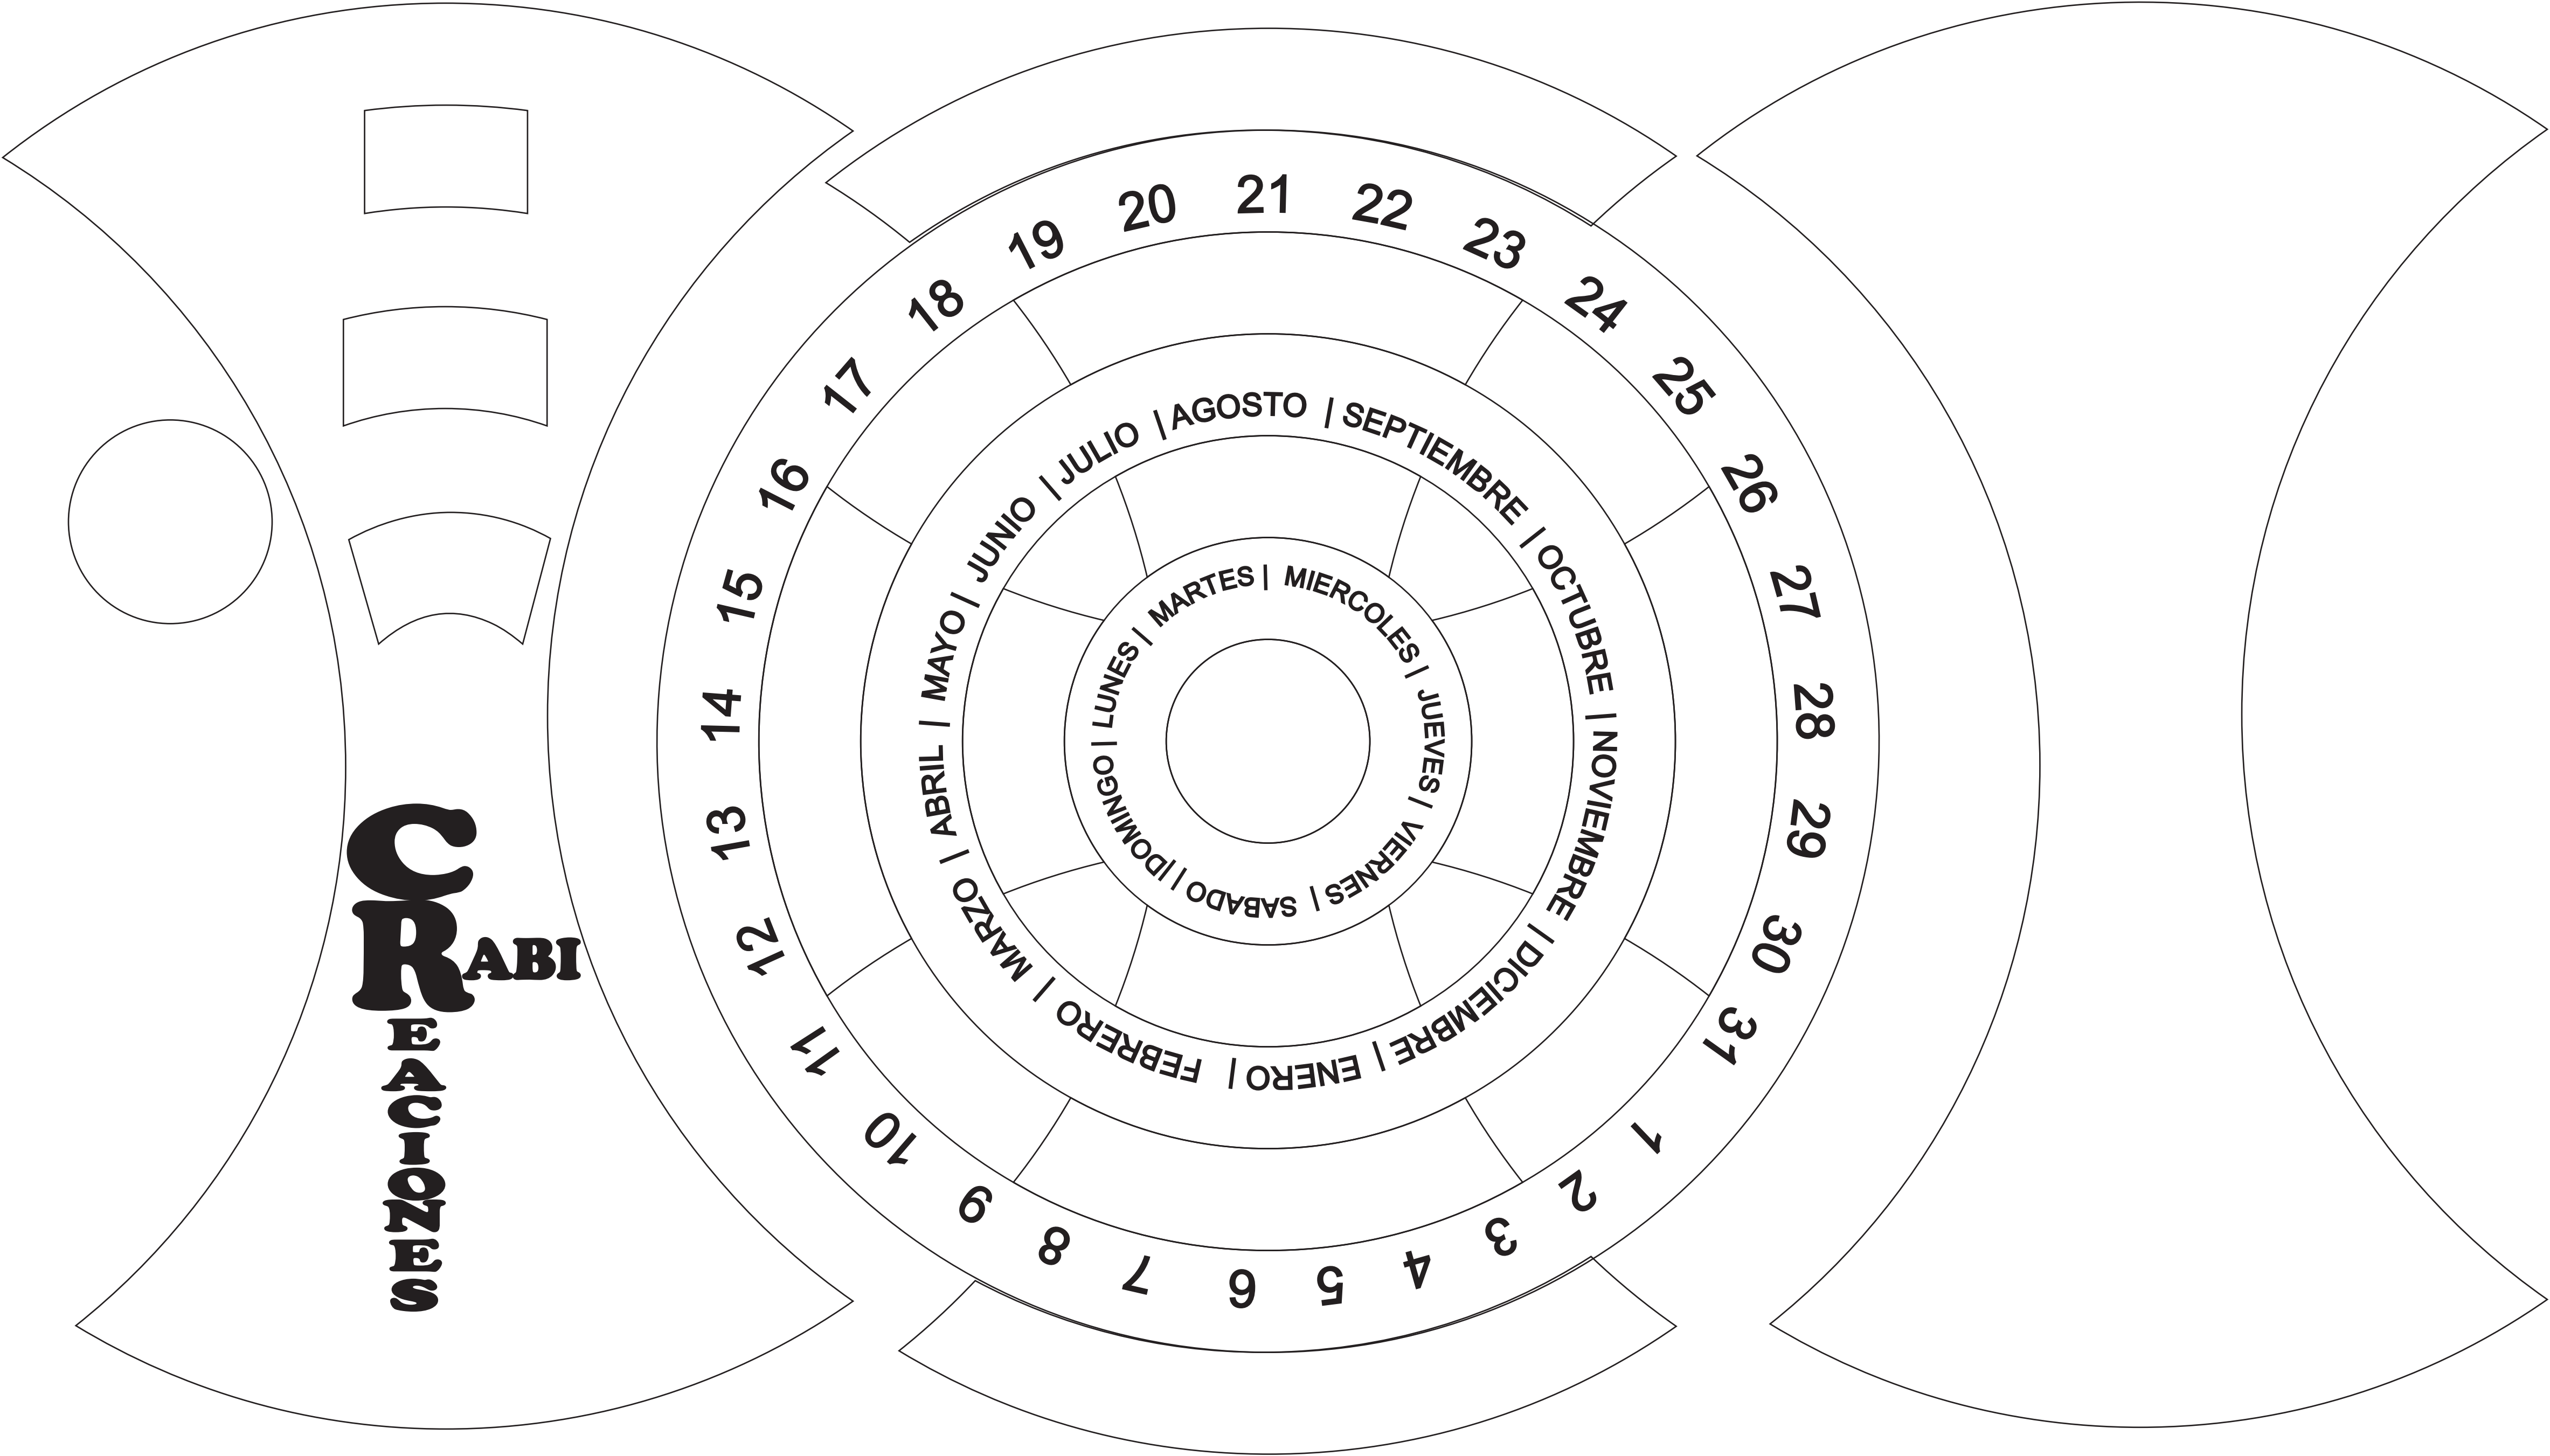 C
RABI
E
A
C
I
O
N
E
S
1 2 3 4 5 6 7 8 9 10 11 12 13 14 15 16 17 18 19 20 21 22 23 24 25 26 27 28 29 30 31
ENERO | FEBRERO | MARZO | ABRIL | MAYO | JUNIO | JULIO | AGOSTO | SEPTIEMBRE | OCTUBRE | NOVIEMBRE | DICIEMBRE |
LUNES | MARTES | MIERCOLES | JUEVES | VIERNES | SABADO | |DOMINGO |